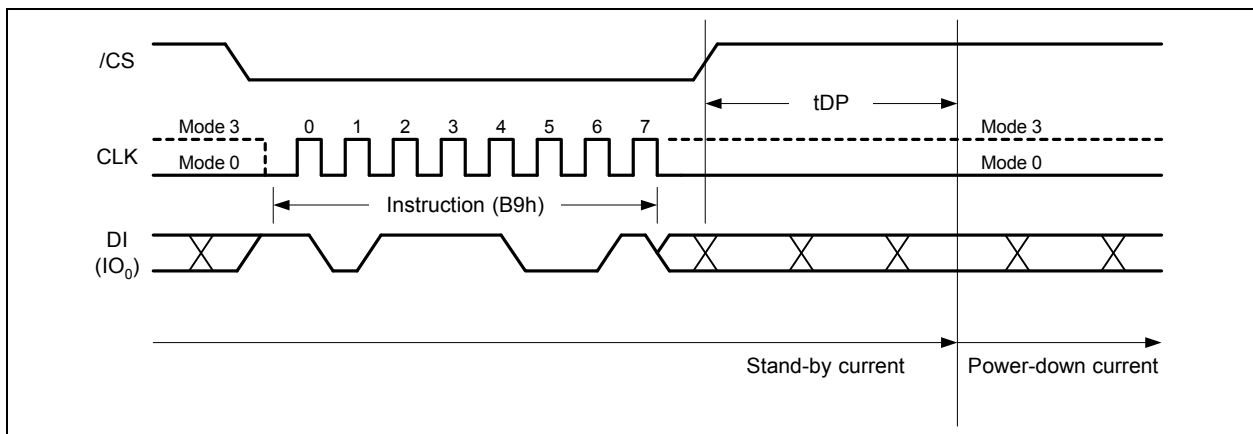 /CS
tDP
Mode 3 0 1 2 3 4 5 6 7 Mode 3
CLK
Mode 0 Mode 0
Instruction (B9h)
DI
(IO₀)
Stand-by current Power-down current